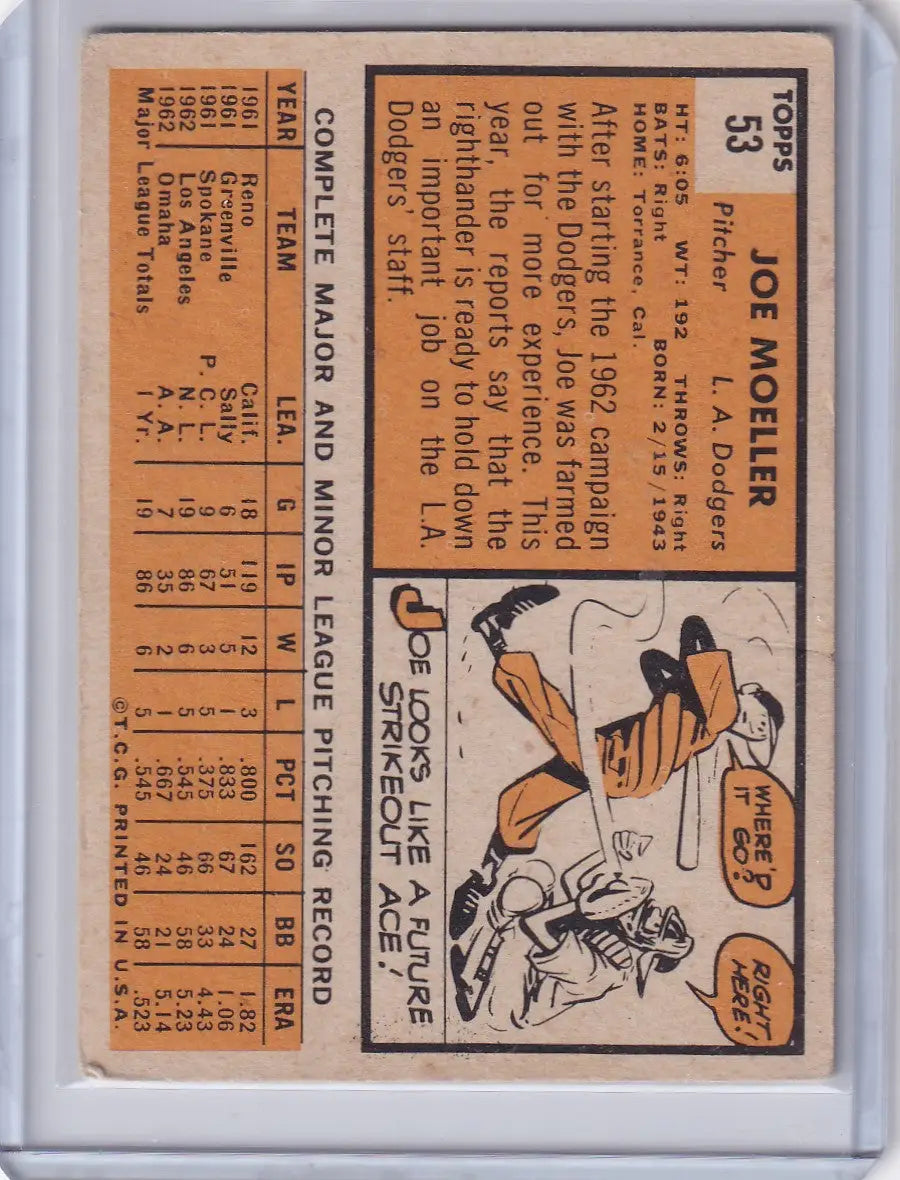 TOPPS
53
JOE MOELLER
Pitcher L. A. Dodgers
HT: 6:05 WT: 192 THROWS: Right
BATS: Right BORN: 2/15/1943
HOME: Torrance, Cal.
After starting the 1962 campaign
with the Dodgers, Joe was farmed
out for more experience. This
year, the reports say that the
righthander is ready to hold down
an important job on the L.A.
Dodgers' staff.
WHERE'D
IT GO?
RIGHT
HERE!
JOE LOOKS LIKE A FUTURE
STRIKEOUT ACE!
COMPLETE MAJOR AND MINOR LEAGUE PITCHING RECORD
YEAR TEAM LEA. G IP W L PCT SO BB ERA
1961 Reno Calif. 18 119 12 3 .800 162 27 1.82
1961 Greenville Sally 6 51 5 1 .833 67 24 1.06
1961 Spokane P. C. L. 9 67 3 5 .375 66 33 4.43
1962 Los Angeles N. L. 19 86 6 5 .545 46 58 5.23
1962 Omaha A. A. 7 35 2 1 .667 24 21 5.14
Major League Totals 1 Yr. 19 86 6 5 .545 46 58 .523
©T.C.G. PRINTED IN U.S.A.